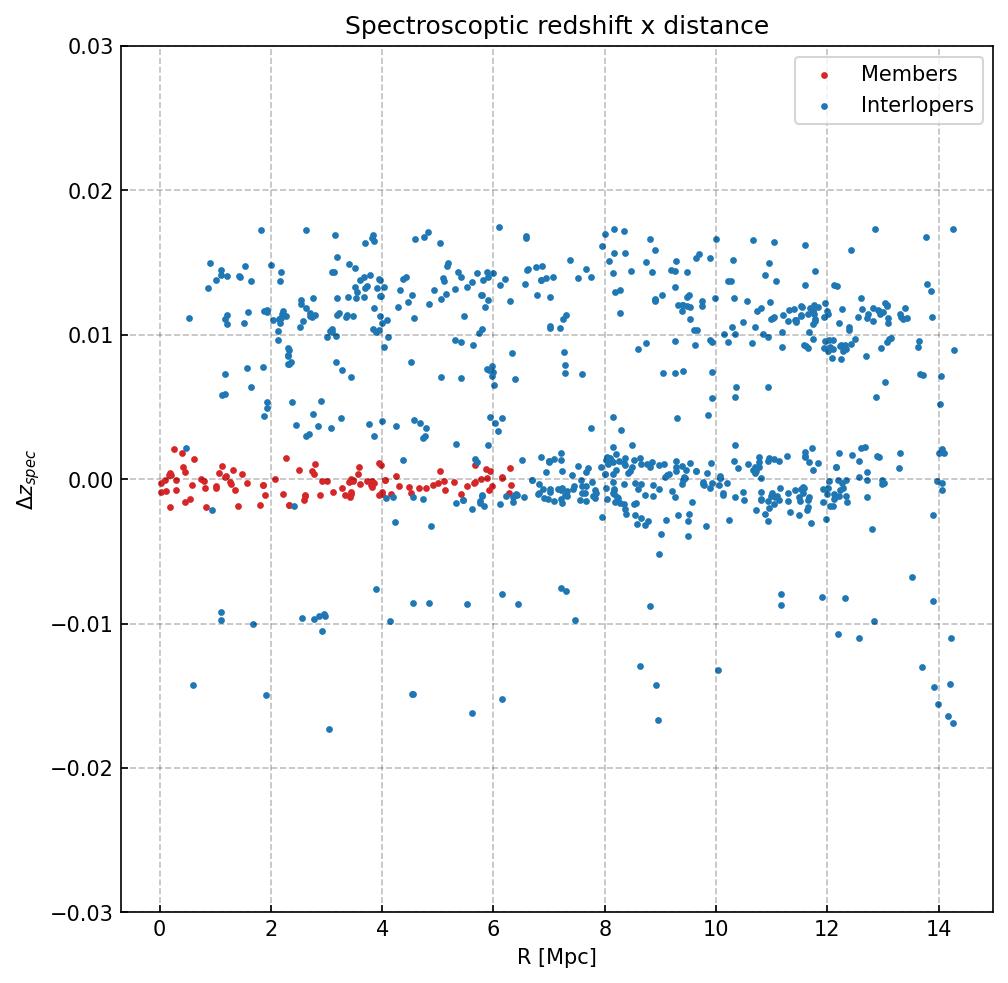 Spectroscoptic redshift x distance
Members
Interlopers
0.03
0.02
0.01
0.00
−0.01
−0.02
−0.03
Δz_spec
0 2 4 6 8 10 12 14
R [Mpc]